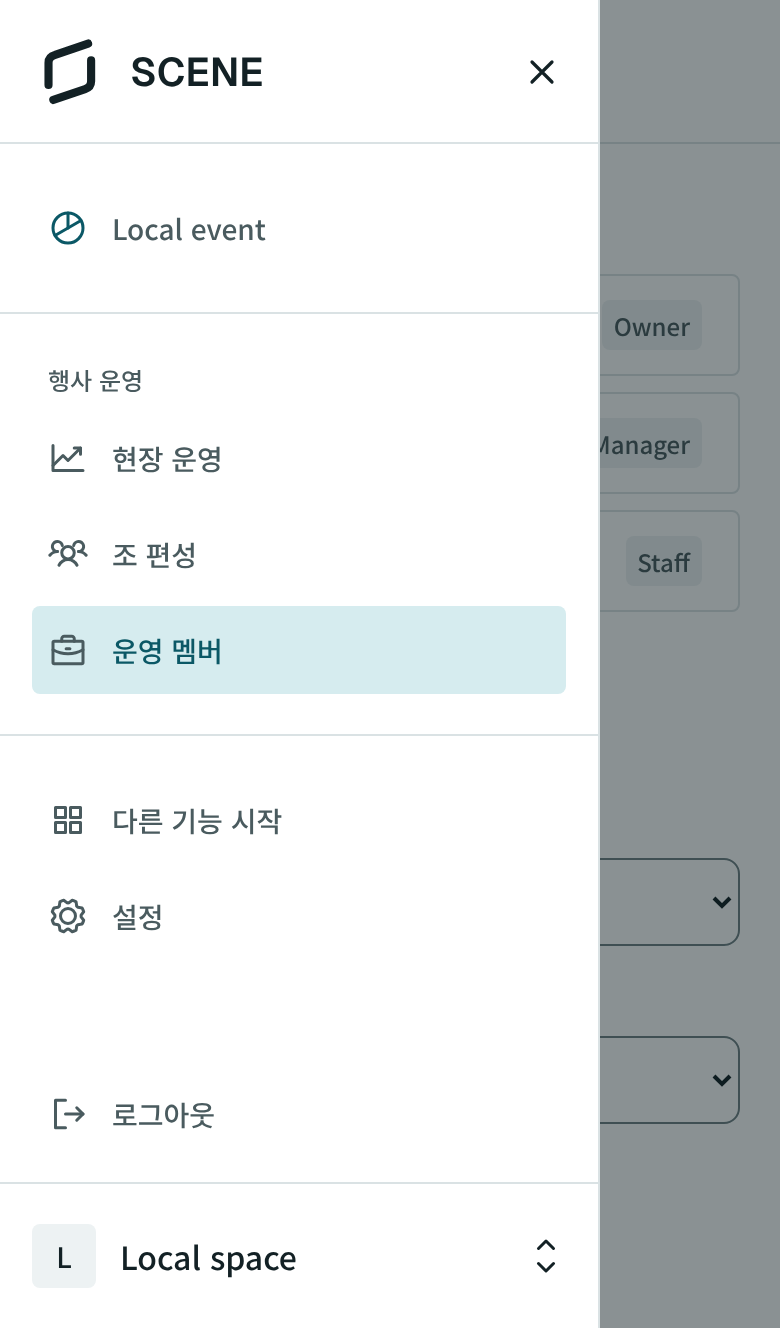 SCENE
Local event
Owner
행사 운영
Manager
현장 운영
조 편성
Staff
운영 멤버
다른 기능 시작
설정
로그아웃
L
Local space